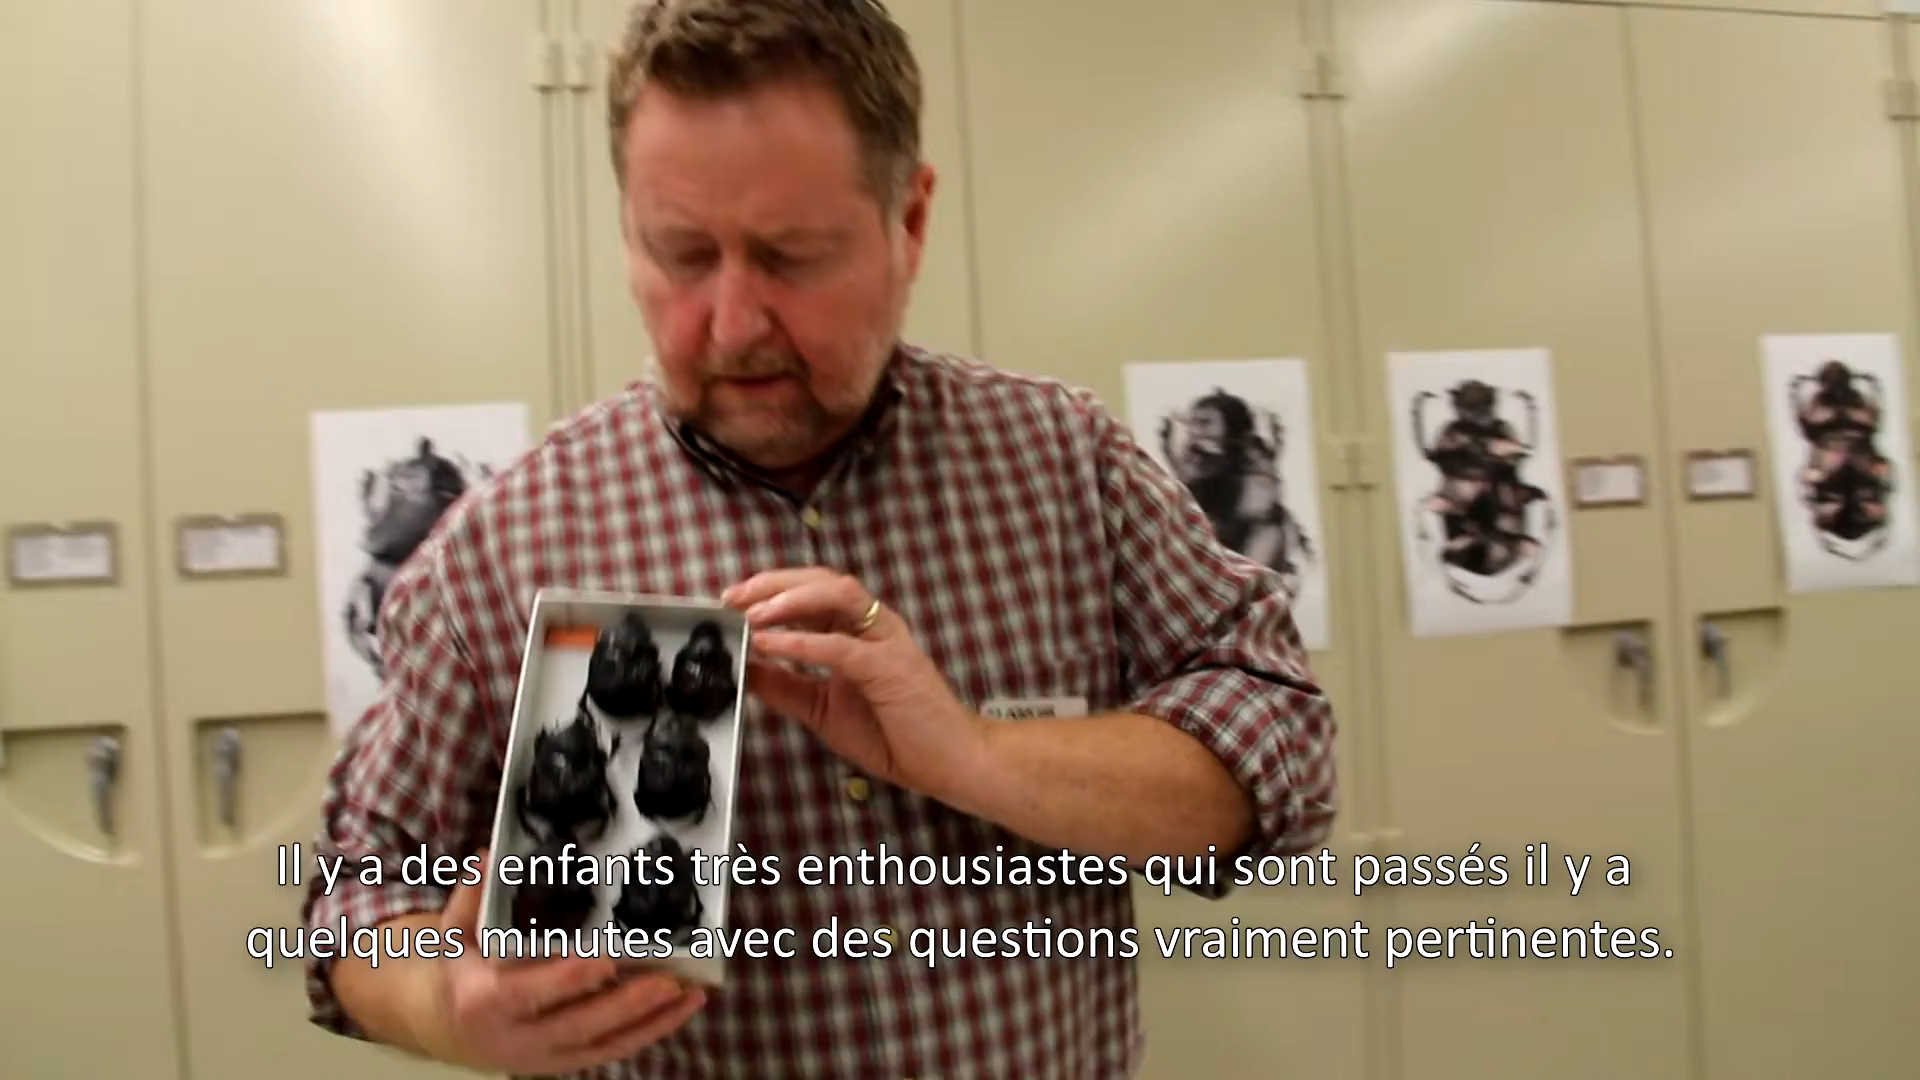 Il y a des enfants très enthousiastes qui sont passés il y a
quelques minutes avec des questions vraiment pertinentes.